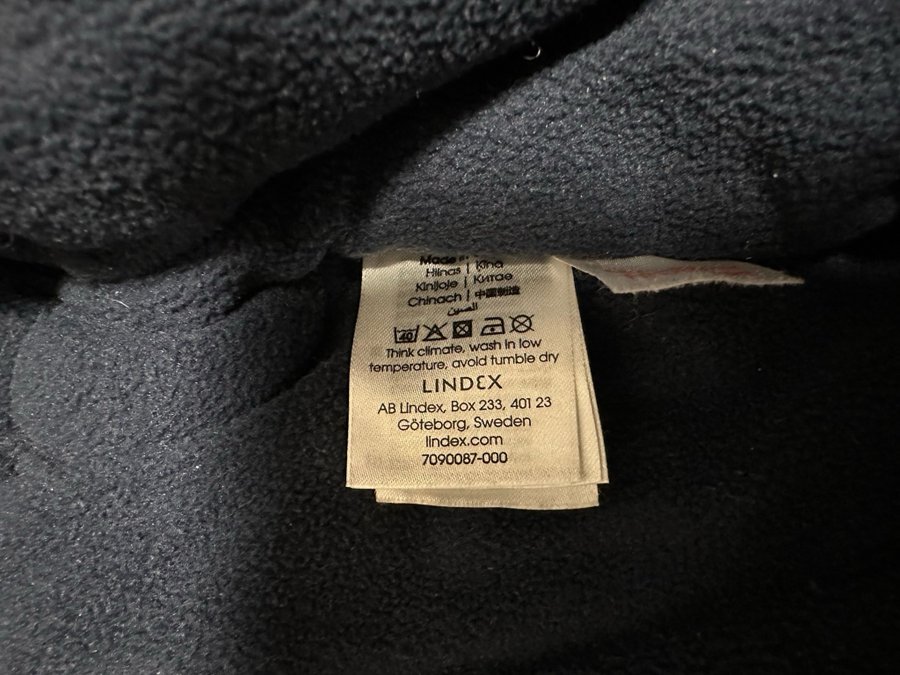 Made
Hiinas | Ķīnā
Kinijoje | Китае
Chinach | 中國製造
الصين
40
Think climate, wash in low
temperature, avoid tumble dry
LINDEX
AB Lindex, Box 233, 401 23
Göteborg, Sweden
lindex.com
7090087-000